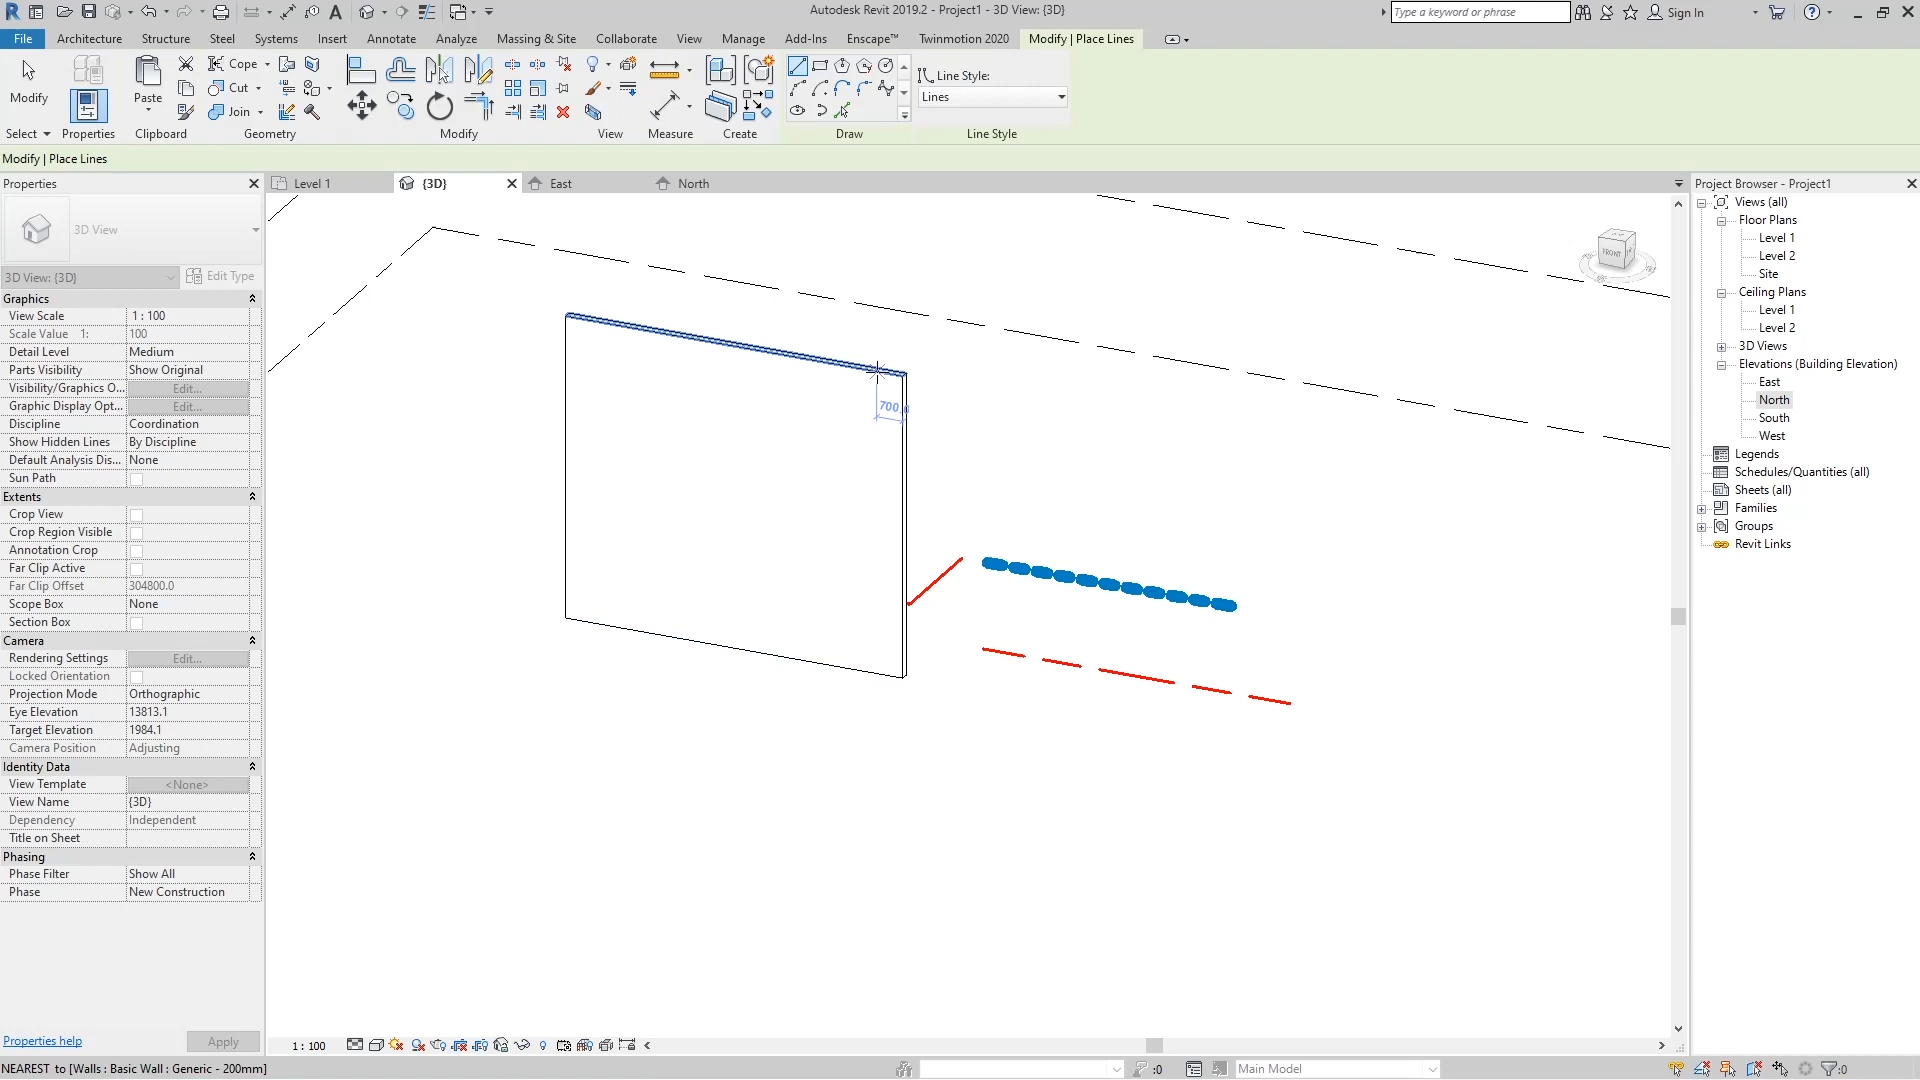 Autodesk Revit 2019.2 - Project1 - 3D View: {3D}
Type a keyword or phrase
Sign In
File Architecture Structure Steel Systems Insert Annotate Analyze Massing & Site Collaborate View Manage Add-Ins Enscape™ Twinmotion 2020 Modify | Place Lines
Modify
Paste
Cope
Cut
Join
Line Style:
Lines
Select Properties Clipboard Geometry Modify View Measure Create Draw Line Style
Modify | Place Lines
Properties
Level 1
{3D}
East
North
Project Browser - Project1
3D View
3D View: {3D}
Edit Type
Graphics
View Scale 1 : 100
Scale Value 1: 100
Detail Level Medium
Parts Visibility Show Original
Visibility/Graphics O... Edit...
Graphic Display Opt... Edit...
Discipline Coordination
Show Hidden Lines By Discipline
Default Analysis Dis... None
Sun Path
Extents
Crop View
Crop Region Visible
Annotation Crop
Far Clip Active
Far Clip Offset 304800.0
Scope Box None
Section Box
Camera
Rendering Settings Edit...
Locked Orientation
Projection Mode Orthographic
Eye Elevation 13813.1
Target Elevation 1984.1
Camera Position Adjusting
Identity Data
View Template <None>
View Name {3D}
Dependency Independent
Title on Sheet
Phasing
Phase Filter Show All
Phase New Construction
Properties help
Apply
FRONT
Views (all)
Floor Plans
Level 1
Level 2
Site
Ceiling Plans
Level 1
Level 2
3D Views
Elevations (Building Elevation)
East
North
South
West
Legends
Schedules/Quantities (all)
Sheets (all)
Families
Groups
Revit Links
1 : 100
NEAREST to [Walls : Basic Wall : Generic - 200mm]
:0
Main Model
:0